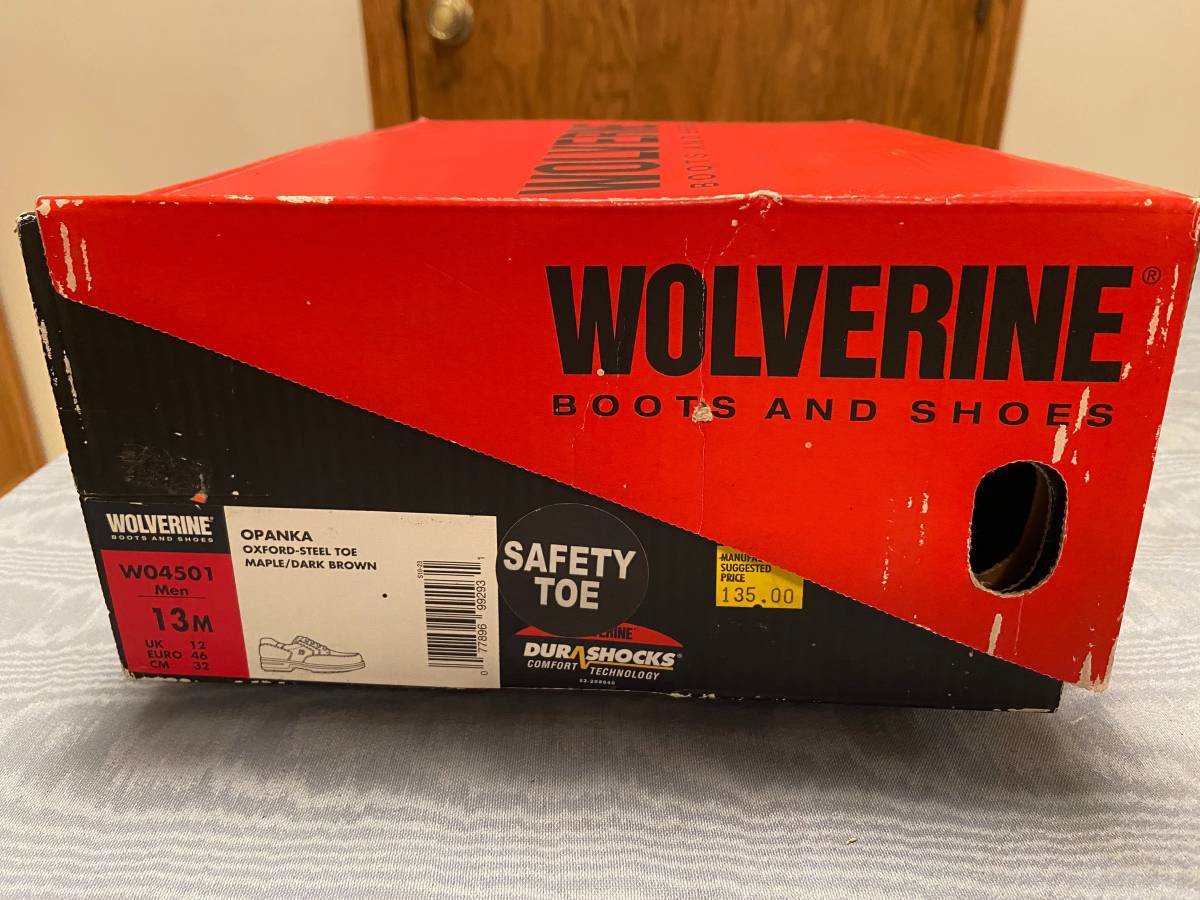 WOLVERINE
BOOTS AND
WOLVERINE®
BOOTS AND SHOES
WOLVERINE®
BOOTS AND SHOES
W04501
Men
13M
UK 12
EURO 46
CM 32
OPANKA
OXFORD-STEEL TOE
MAPLE/DARK BROWN
0 77896 99293 1
SAFETY
TOE
DURASHOCKS®
COMFORT TECHNOLOGY
SUGGESTED
PRICE
135.00